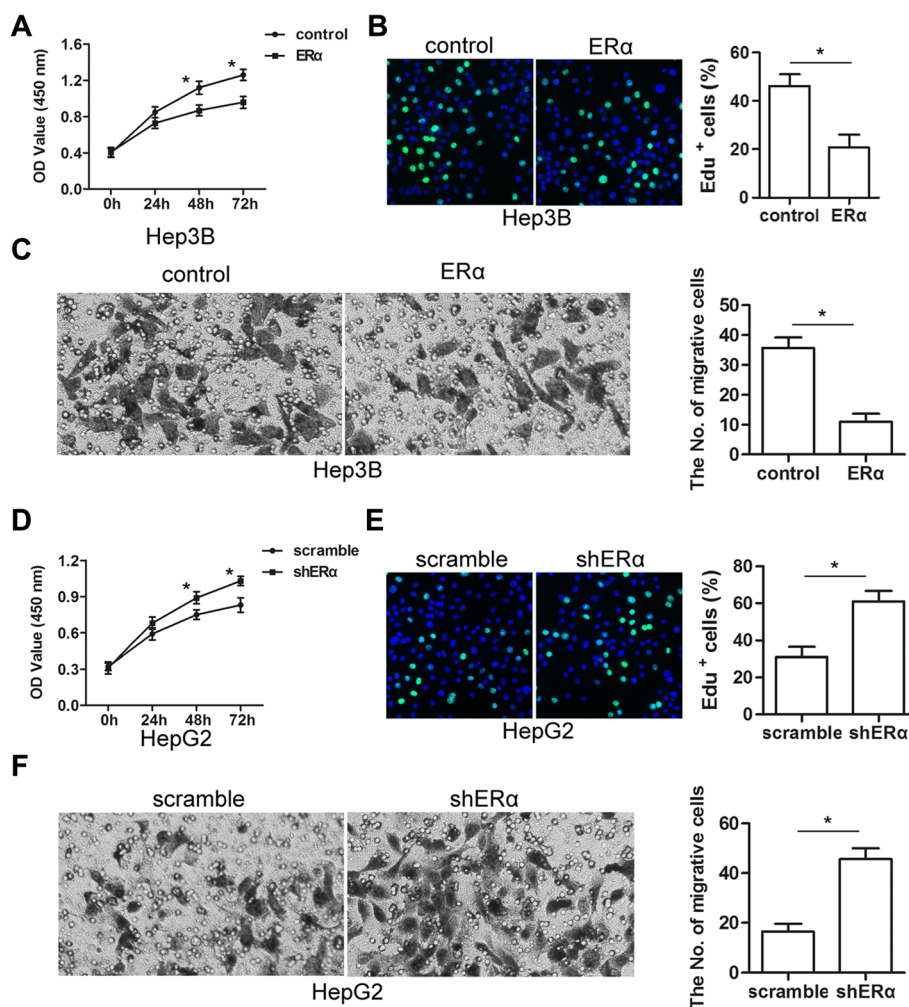 A
control
ERα
OD Value (450 nm)
1.6
1.2
0.8
0.4
0.0
*
*
0h 24h 48h 72h
Hep3B
B
control ERα
Hep3B
Edu + cells (%)
60
40
20
0
*
control ERα
C
control ERα
Hep3B
The No. of migrative cells
50
40
30
20
10
0
*
control ERα
D
scramble
shERα
OD Value (450 nm)
1.2
0.9
0.6
0.3
0.0
*
*
0h 24h 48h 72h
HepG2
E
scramble shERα
HepG2
Edu + cells (%)
80
60
40
20
0
*
scramble shERα
F
scramble shERα
HepG2
The No. of migrative cells
60
40
20
0
*
scramble shERα